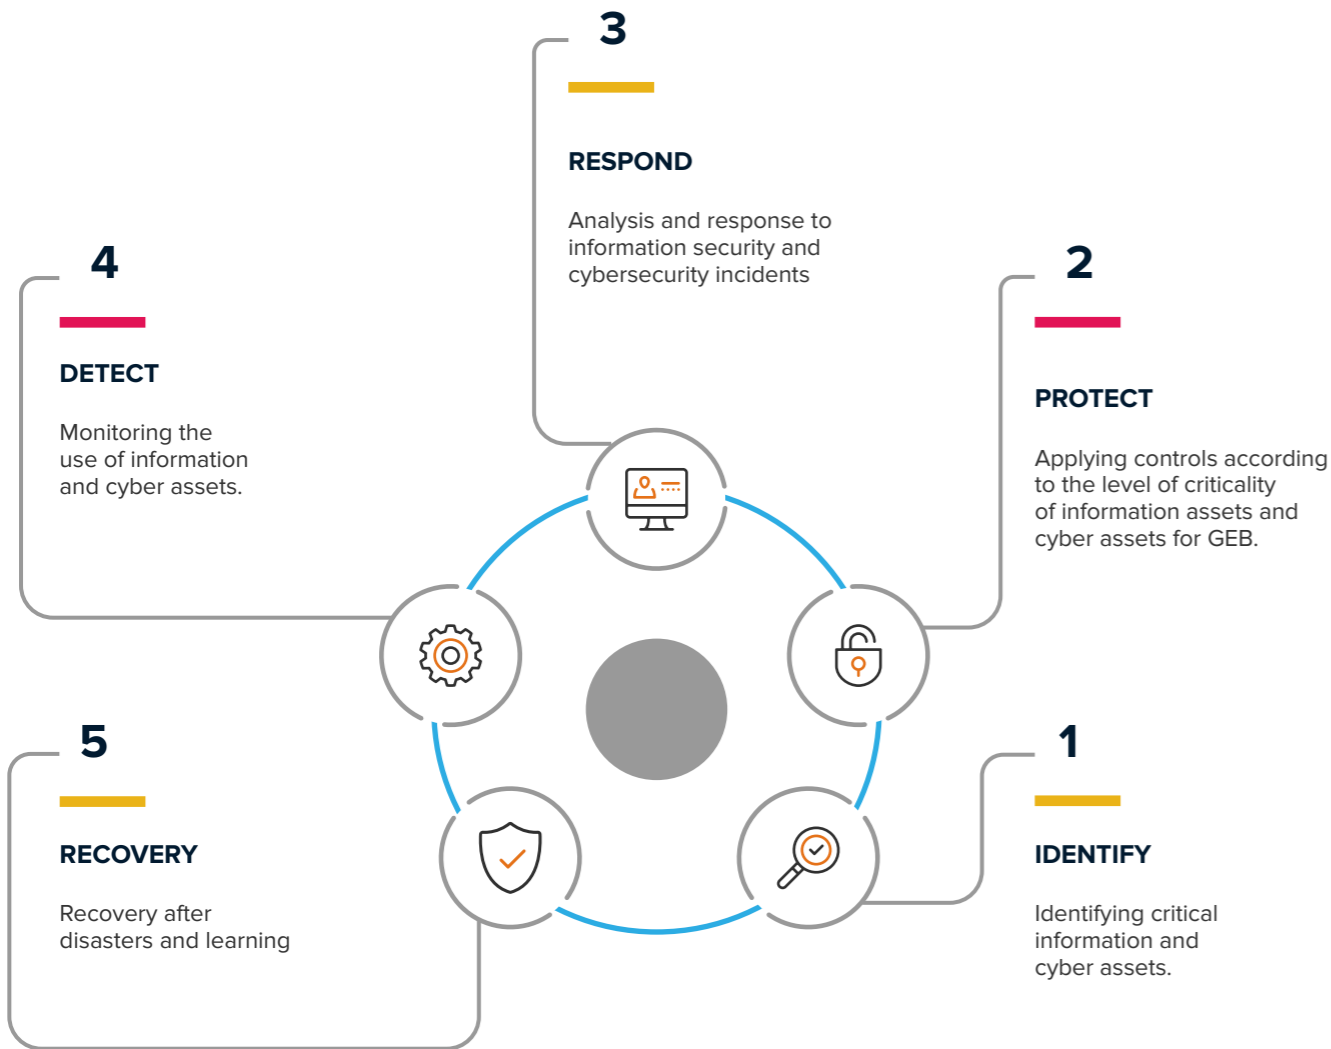 3
RESPOND
Analysis and response to
information security and
cybersecurity incidents
4
DETECT
Monitoring the
use of information
and cyber assets.
2
PROTECT
Applying controls according
to the level of criticality
of information assets and
cyber assets for GEB.
5
RECOVERY
Recovery after
disasters and learning
1
IDENTIFY
Identifying critical
information and
cyber assets.